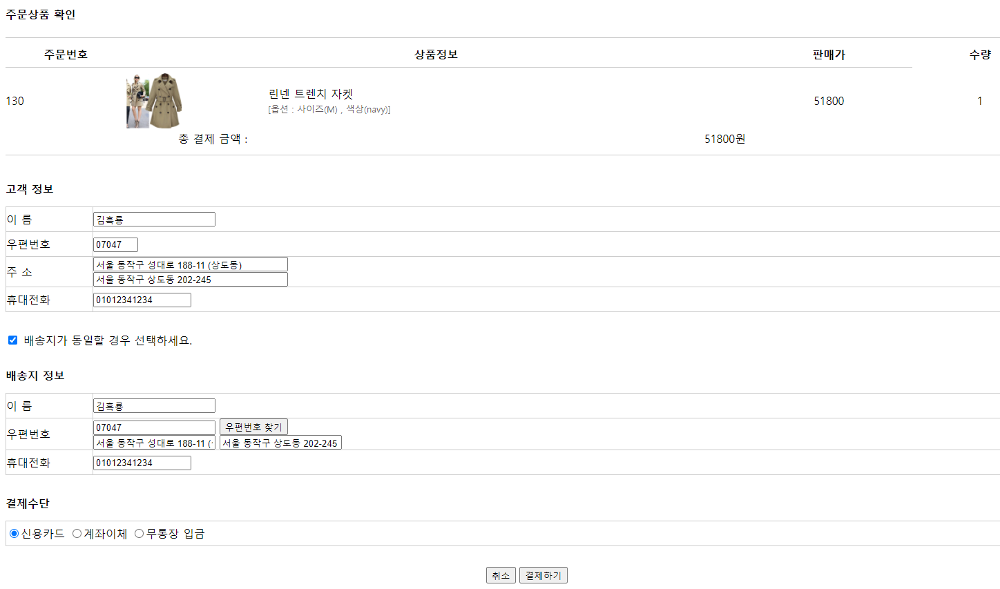 주문상품 확인
주문번호 상품정보 판매가 수량
130 린넨 트렌치 자켓 51800 1
[옵션 : 사이즈(M) , 색상(navy)]
총 결제 금액 : 51800원
고객 정보
이 름 김흑룡
우편번호 07047
주 소 서울 동작구 성대로 188-11 (상도동)
서울 동작구 상도동 202-245
휴대전화 01012341234
배송지가 동일할 경우 선택하세요.
배송지 정보
이 름 김흑룡
우편번호 07047 우편번호 찾기
서울 동작구 성대로 188-11 ( 서울 동작구 상도동 202-245
휴대전화 01012341234
결제수단
신용카드 계좌이체 무통장 입금
취소 결제하기